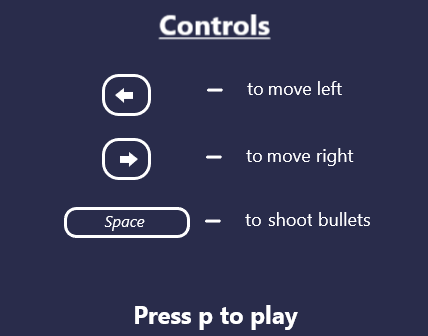 Controls
– to move left
– to move right
Space – to shoot bullets
Press p to play